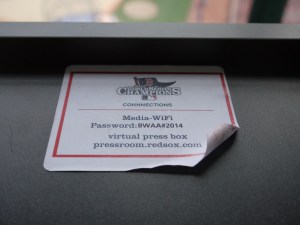 CHAMPIONS
CONNECTIONS
Media-WiFi
Password:BWAA#2014
virtual press box
pressroom.redsox.com